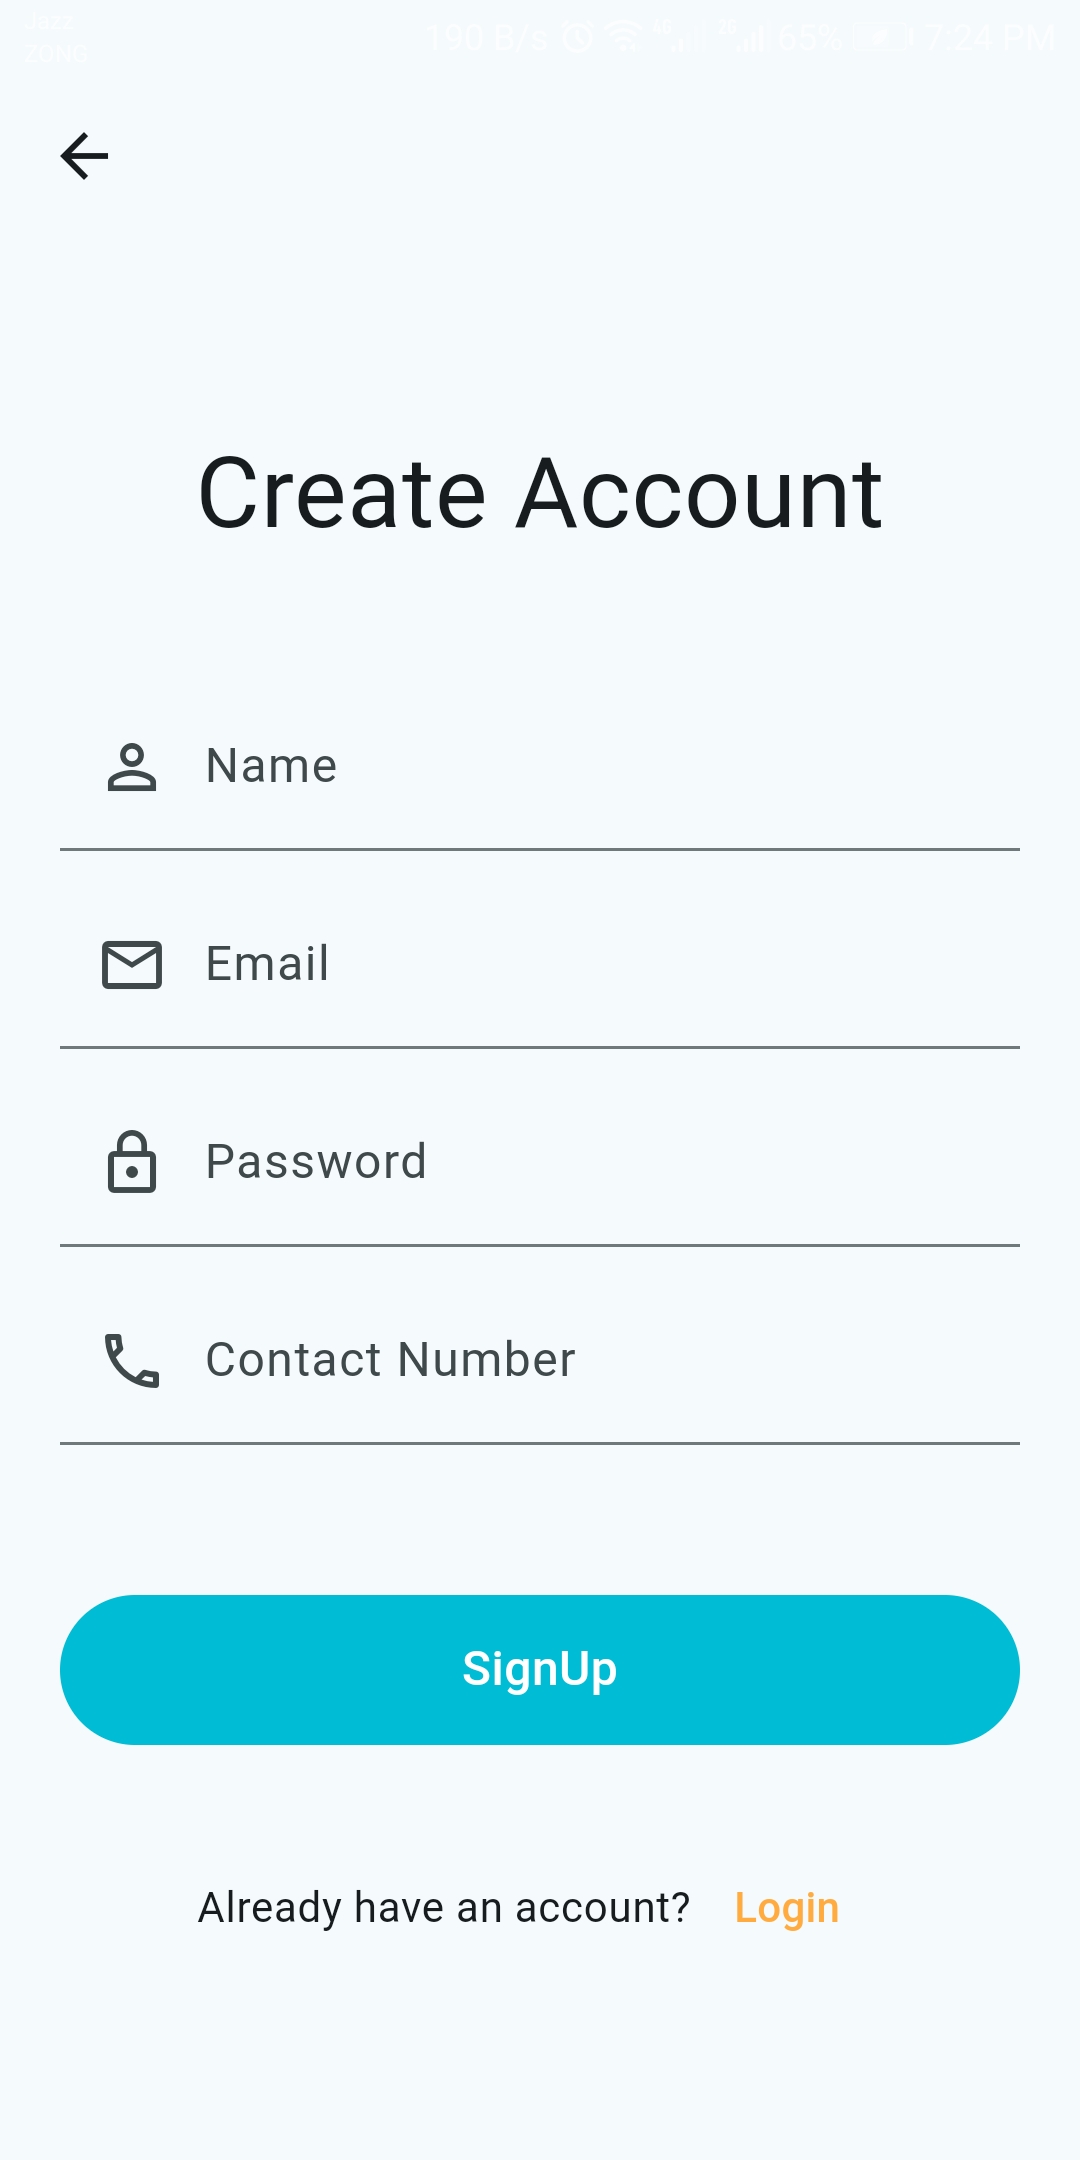 Jazz
ZONG
190 B/s 4G 2G 65% 7:24 PM
Create Account
Name
Email
Password
Contact Number
SignUp
Already have an account? Login